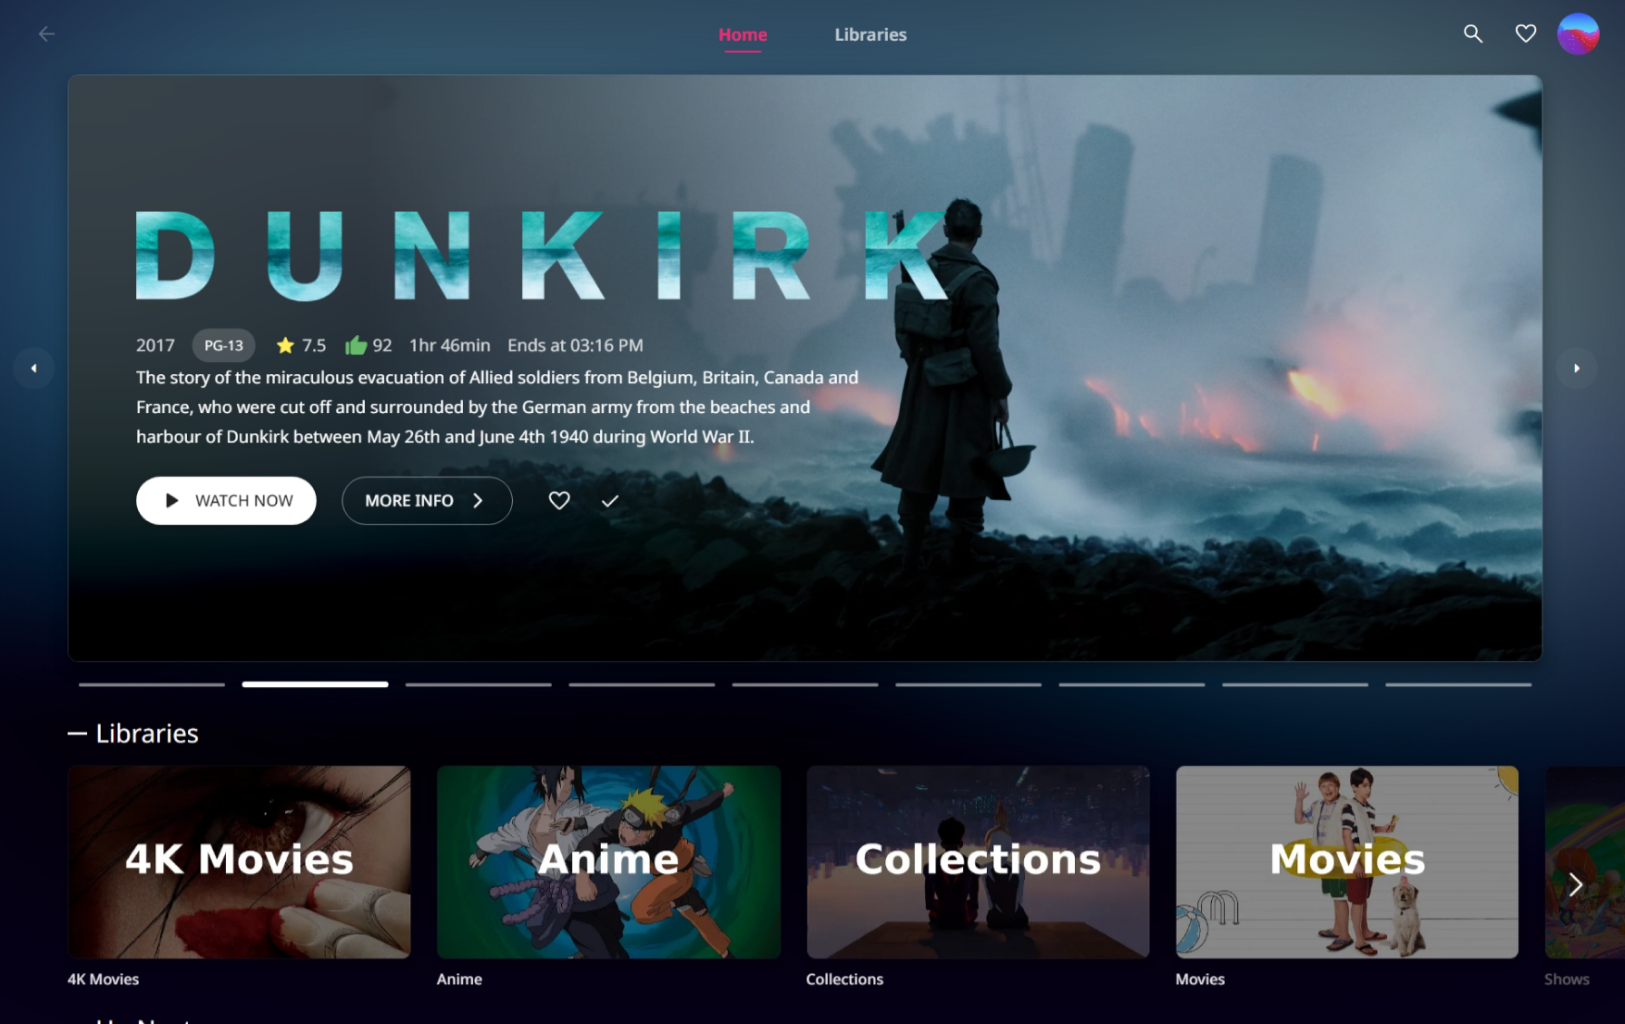 Home Libraries
DUNKIRK
2017 PG-13 7.5 92 1hr 46min Ends at 03:16 PM
The story of the miraculous evacuation of Allied soldiers from Belgium, Britain, Canada and
France, who were cut off and surrounded by the German army from the beaches and
harbour of Dunkirk between May 26th and June 4th 1940 during World War II.
WATCH NOW MORE INFO
Libraries
4K Movies Anime Collections Movies
4K Movies Anime Collections Movies Shows